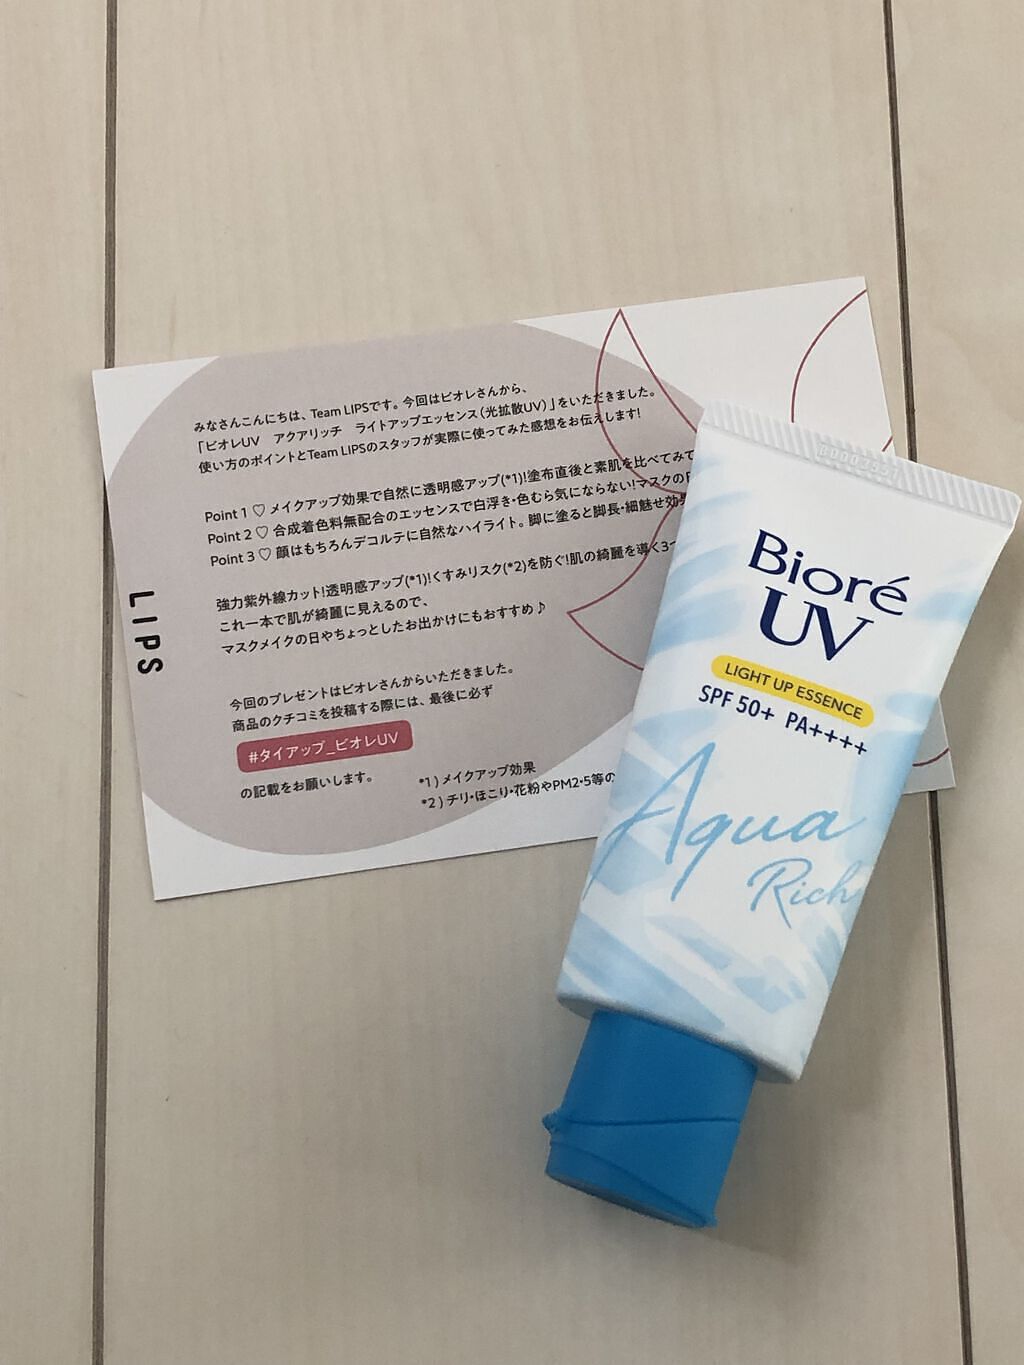 みなさんこんにちは、Team LIPSです。今回はビオレさんから、
「ビオレUV アクアリッチ ライトアップエッセンス(光拡散UV)」をいただきました。
使い方のポイントとTeam LIPSのスタッフが実際に使ってみた感想をお伝えします!
Point 1 ♡ メイクアップ効果で自然に透明感アップ(*1)!塗布直後と素肌を比べてみて
Point 2 ♡ 合成着色料無配合のエッセンスで白浮き・色むら気にならない!マスクの
Point 3 ♡ 顔はもちろんデコルテに自然なハイライト。脚に塗ると脚長・細魅せ効
強力紫外線カット!透明感アップ(*1)!くすみリスク(*2)を防ぐ!肌の綺麗を導く3
これ一本で肌が綺麗に見えるので、
マスクメイクの日やちょっとしたお出かけにもおすすめ♪
今回のプレゼントはビオレさんからいただきました。
商品のクチコミを投稿する際には、最後に必ず
#タイアップ_ビオレUV
の記載をお願いします。
*1)メイクアップ効果
*2)チリ・ほこり・花粉やPM2・5等の
LIPS
Bioré
UV
LIGHT UP ESSENCE
SPF 50+ PA++++
Aqua
Rich